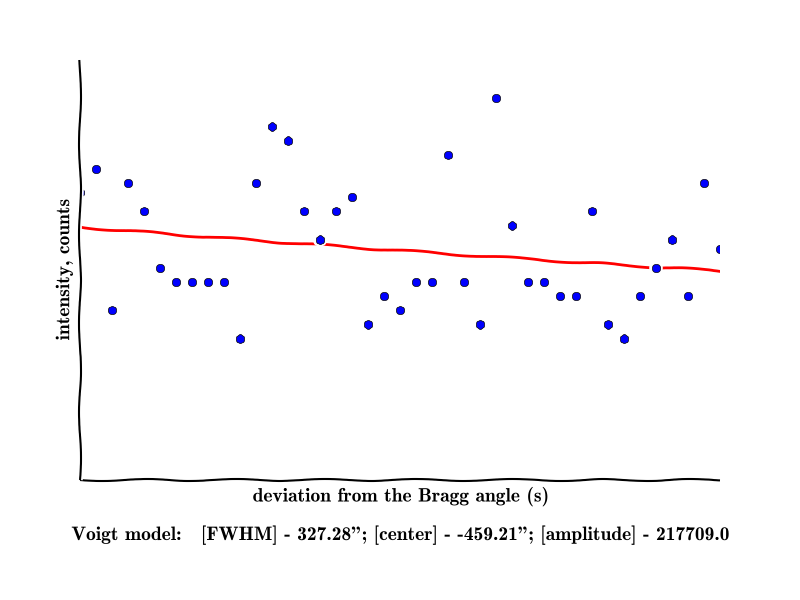 intensity, counts
deviation from the Bragg angle (s)
Voigt model: [FWHM] - 327.28”; [center] - -459.21”; [amplitude] - 217709.0